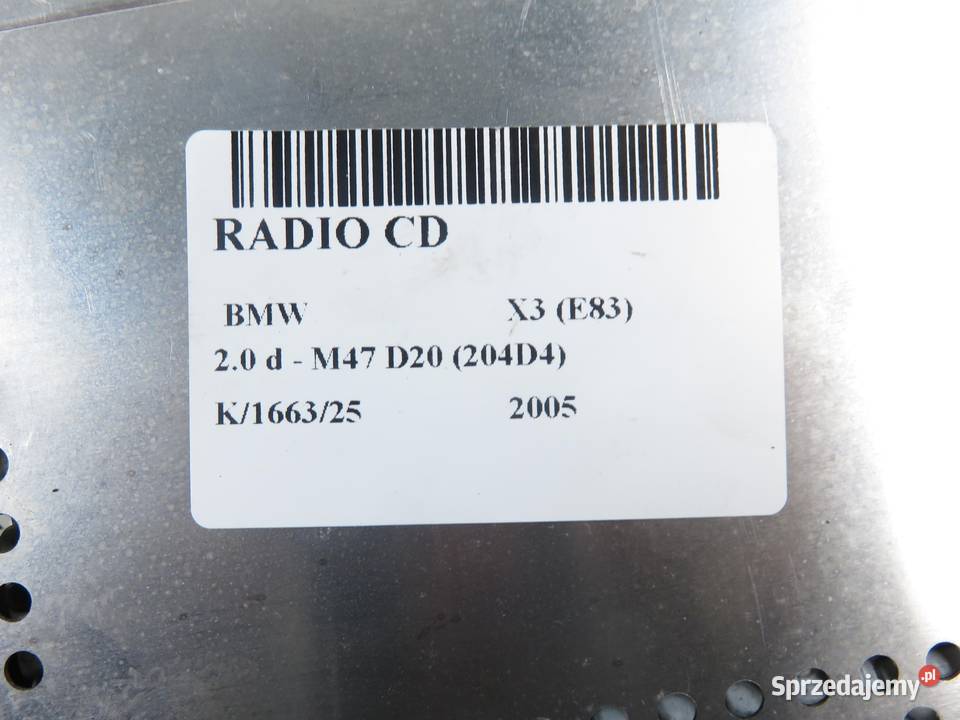 RADIO CD
BMW X3 (E83)
2.0 d - M47 D20 (204D4)
K/1663/25 2005
Sprzedajemy.pl